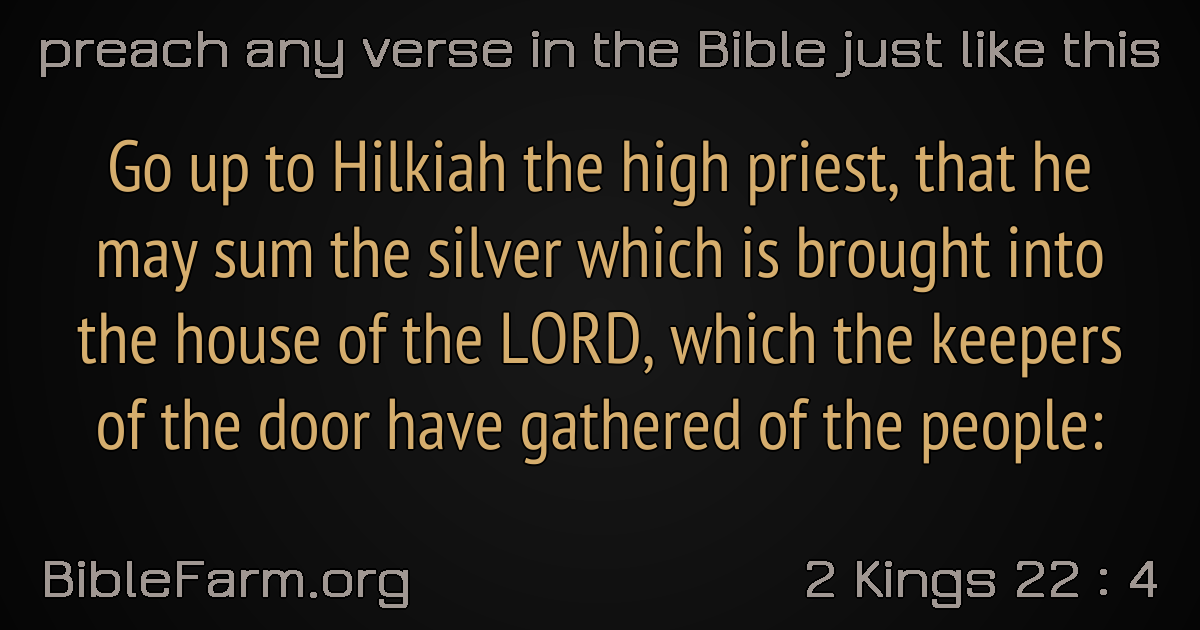 preach any verse in the Bible just like this
Go up to Hilkiah the high priest, that he
may sum the silver which is brought into
the house of the LORD, which the keepers
of the door have gathered of the people:
BibleFarm.org
2 Kings 22 : 4